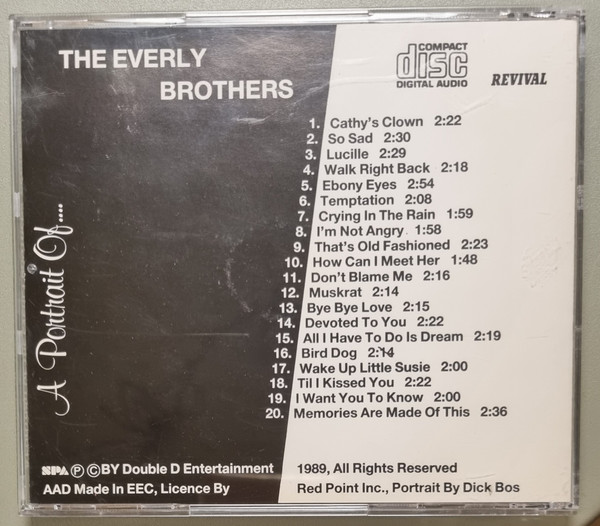 THE EVERLY
BROTHERS
COMPACT
disc
DIGITAL AUDIO
REVIVAL
A Portrait Of....
1. Cathy's Clown 2:22
2. So Sad 2:30
3. Lucille 2:29
4. Walk Right Back 2:18
5. Ebony Eyes 2:54
6. Temptation 2:08
7. Crying In The Rain 1:59
8. I'm Not Angry 1:58
9. That's Old Fashioned 2:23
10. How Can I Meet Her 1:48
11. Don't Blame Me 2:16
12. Muskrat 2:14
13. Bye Bye Love 2:15
14. Devoted To You 2:22
15. All I Have To Do Is Dream 2:19
16. Bird Dog 2:14
17. Wake Up Little Susie 2:00
18. Til I Kissed You 2:22
19. I Want You To Know 2:00
20. Memories Are Made Of This 2:36
SPA Ⓟ ©BY Double D Entertainment 1989, All Rights Reserved
AAD Made In EEC, Licence By Red Point Inc., Portrait By Dick Bos